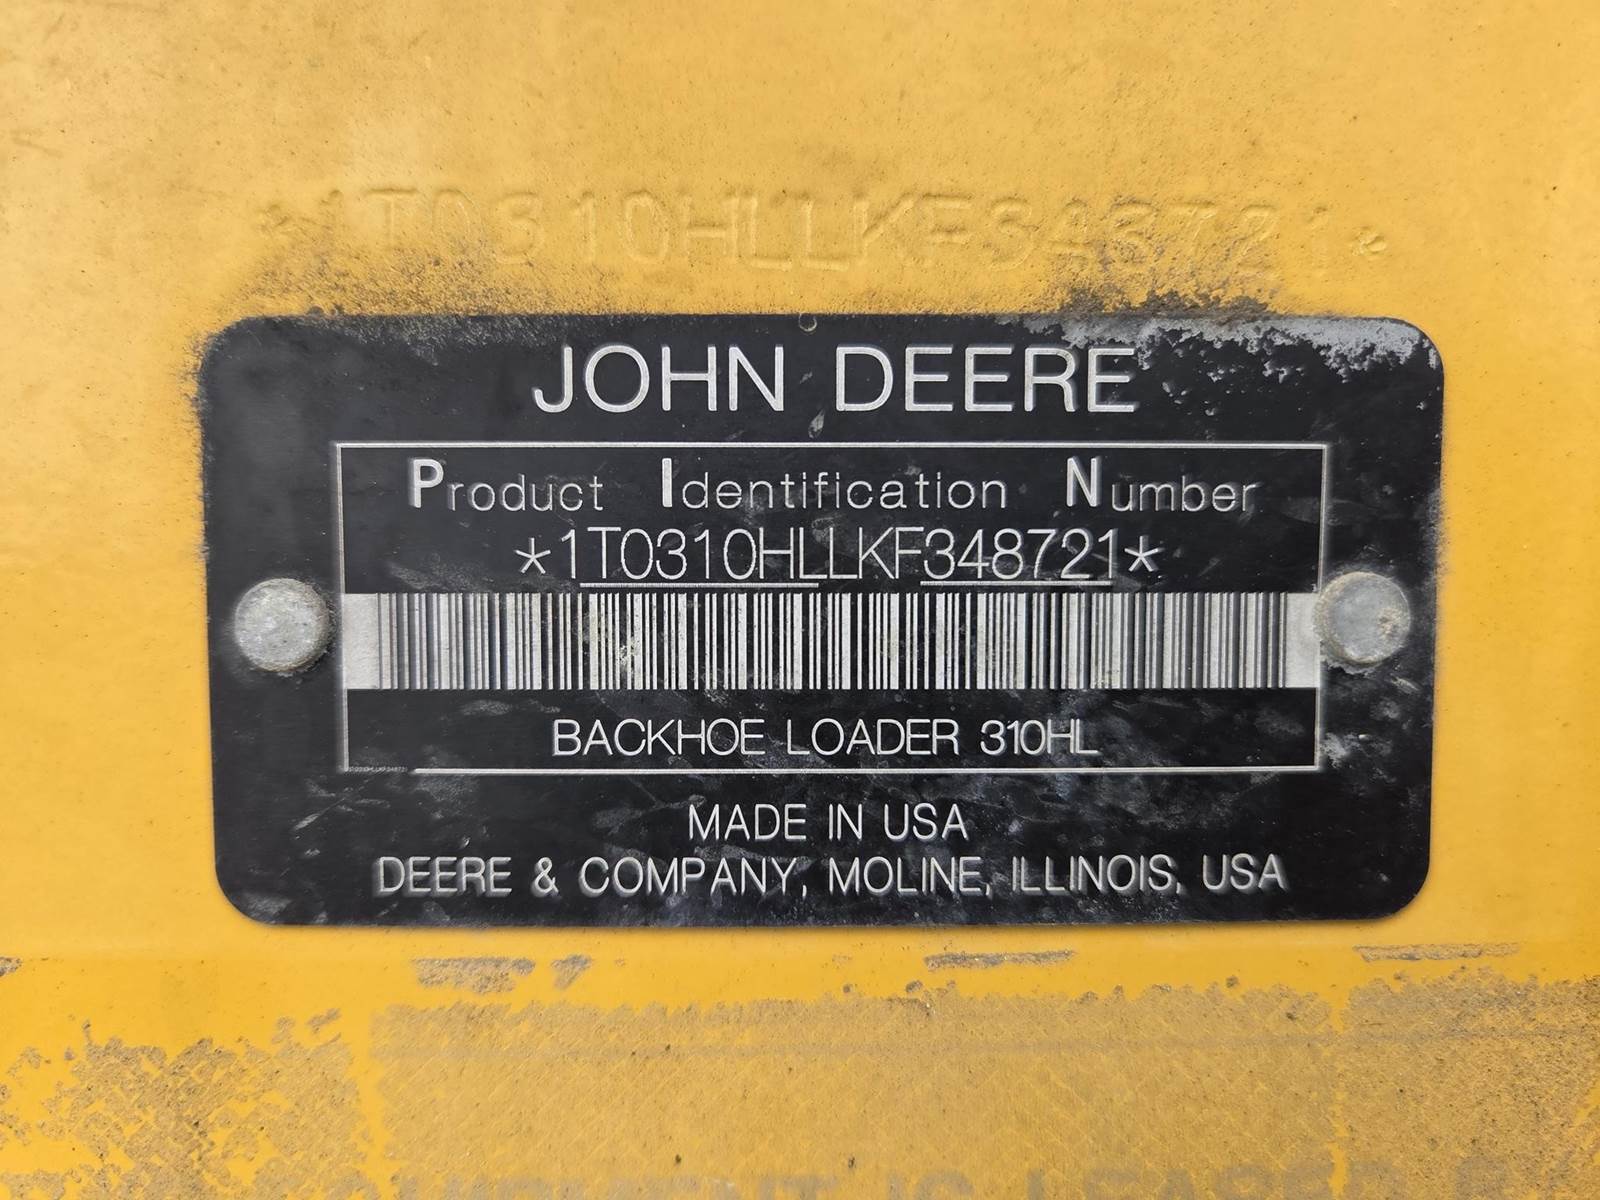 *1T0310HLLKF348721*
JOHN DEERE
Product Identification Number
*1T0310HLLKF348721*
BACKHOE LOADER 310HL
MADE IN USA
DEERE & COMPANY, MOLINE, ILLINOIS, USA